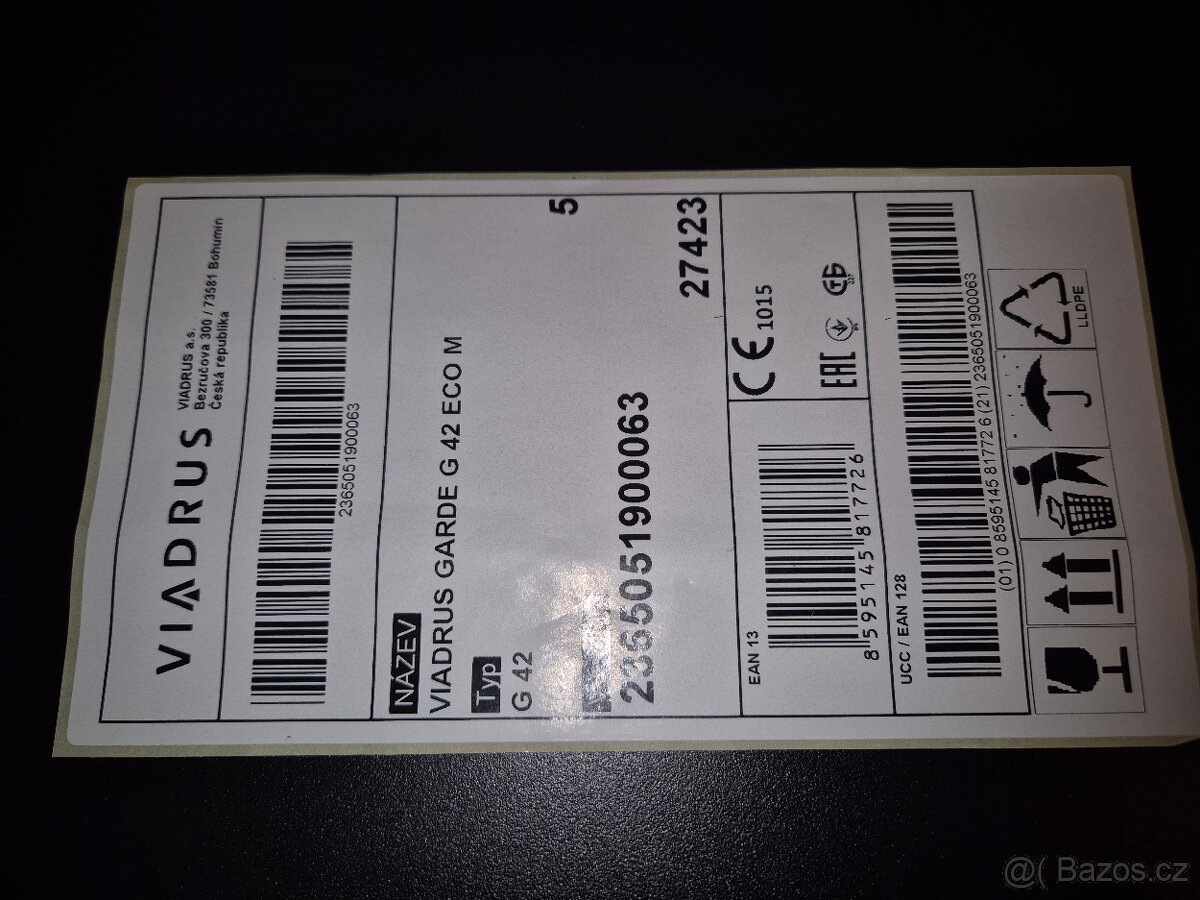 VIADRUS
VIADRUS a.s.
Bezručova 300 / 73581 Bohumín
Česká republika
2365051900063
NÁZEV
VIADRUS GARDE G 42 ECO M
Typ
G 42
5
2365051900063
27423
EAN 13
8 595145 817726
CE 1015
EAC
UCC / EAN 128
(01) 0 8595145 81772 6 (21) 2365051900063
LLDPE
@( Bazos.cz